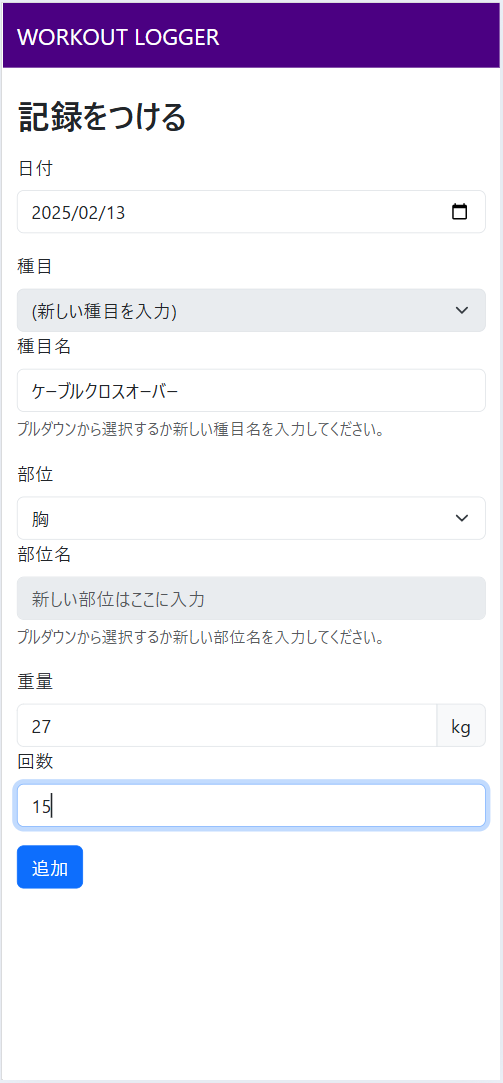 WORKOUT LOGGER
記録をつける
日付
2025/02/13
種目
(新しい種目を入力)
種目名
ケーブルクロスオーバー
プルダウンから選択するか新しい種目名を入力してください。
部位
胸
部位名
新しい部位はここに入力
プルダウンから選択するか新しい部位名を入力してください。
重量
27 kg
回数
15
追加